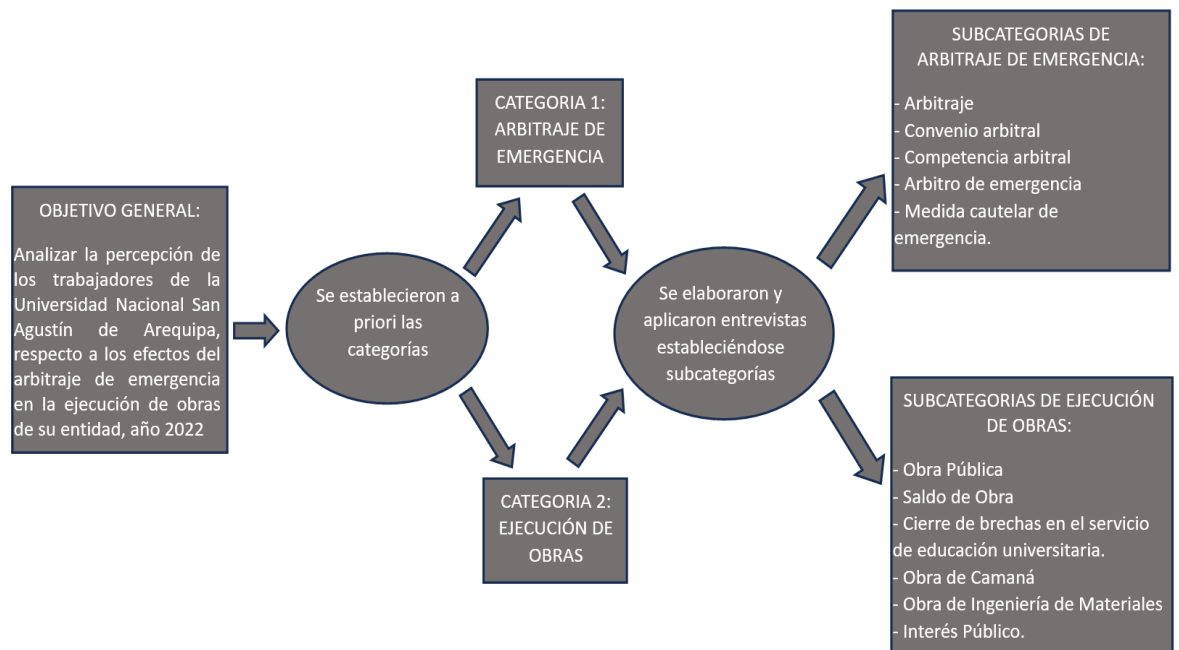 OBJETIVO GENERAL:
Analizar la percepción de
los trabajadores de la
Universidad Nacional San
Agustín de Arequipa,
respecto a los efectos del
arbitraje de emergencia
en la ejecución de obras
de su entidad, año 2022
Se establecieron a
priori las
categorías
CATEGORIA 1:
ARBITRAJE DE
EMERGENCIA
CATEGORIA 2:
EJECUCIÓN DE
OBRAS
Se elaboraron y
aplicaron entrevistas
estableciéndose
subcategorías
SUBCATEGORIAS DE
ARBITRAJE DE EMERGENCIA:
- Arbitraje
- Convenio arbitral
- Competencia arbitral
- Arbitro de emergencia
- Medida cautelar de
emergencia.
SUBCATEGORIAS DE EJECUCIÓN
DE OBRAS:
- Obra Pública
- Saldo de Obra
- Cierre de brechas en el servicio
de educación universitaria.
- Obra de Camaná
- Obra de Ingeniería de Materiales
- Interés Público.